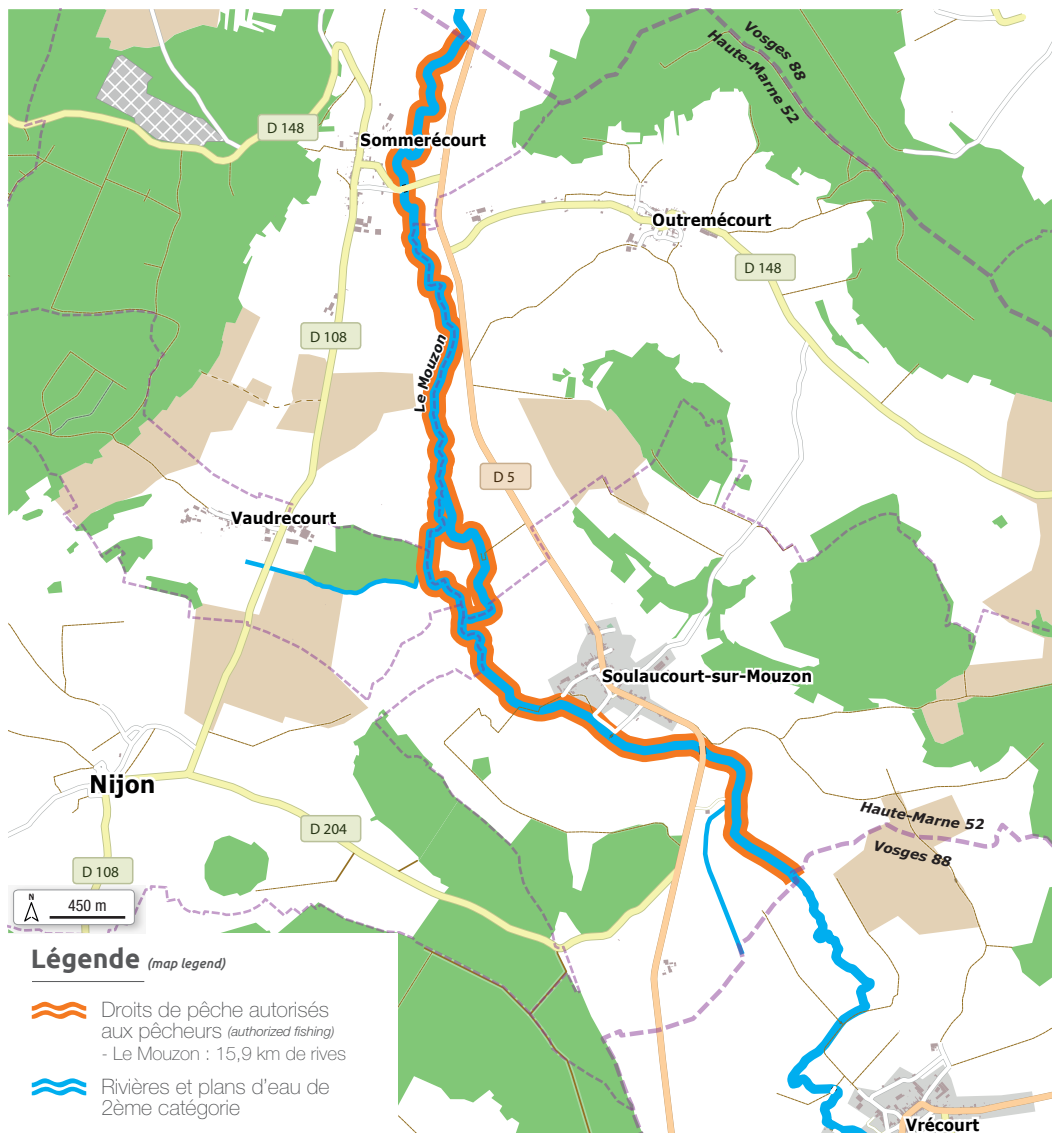 Vosges 88
Haute-Marne 52
D 148
Sommerécourt
Outremécourt
D 148
D 108
Le Mouzon
D 5
Vaudrecourt
Soulaucourt-sur-Mouzon
Nijon
Haute-Marne 52
D 204
Vosges 88
D 108
N
450 m
Légende (map legend)
Droits de pêche autorisés
aux pêcheurs (authorized fishing)
- Le Mouzon : 15,9 km de rives
Rivières et plans d'eau de
2ème catégorie
Vrécourt